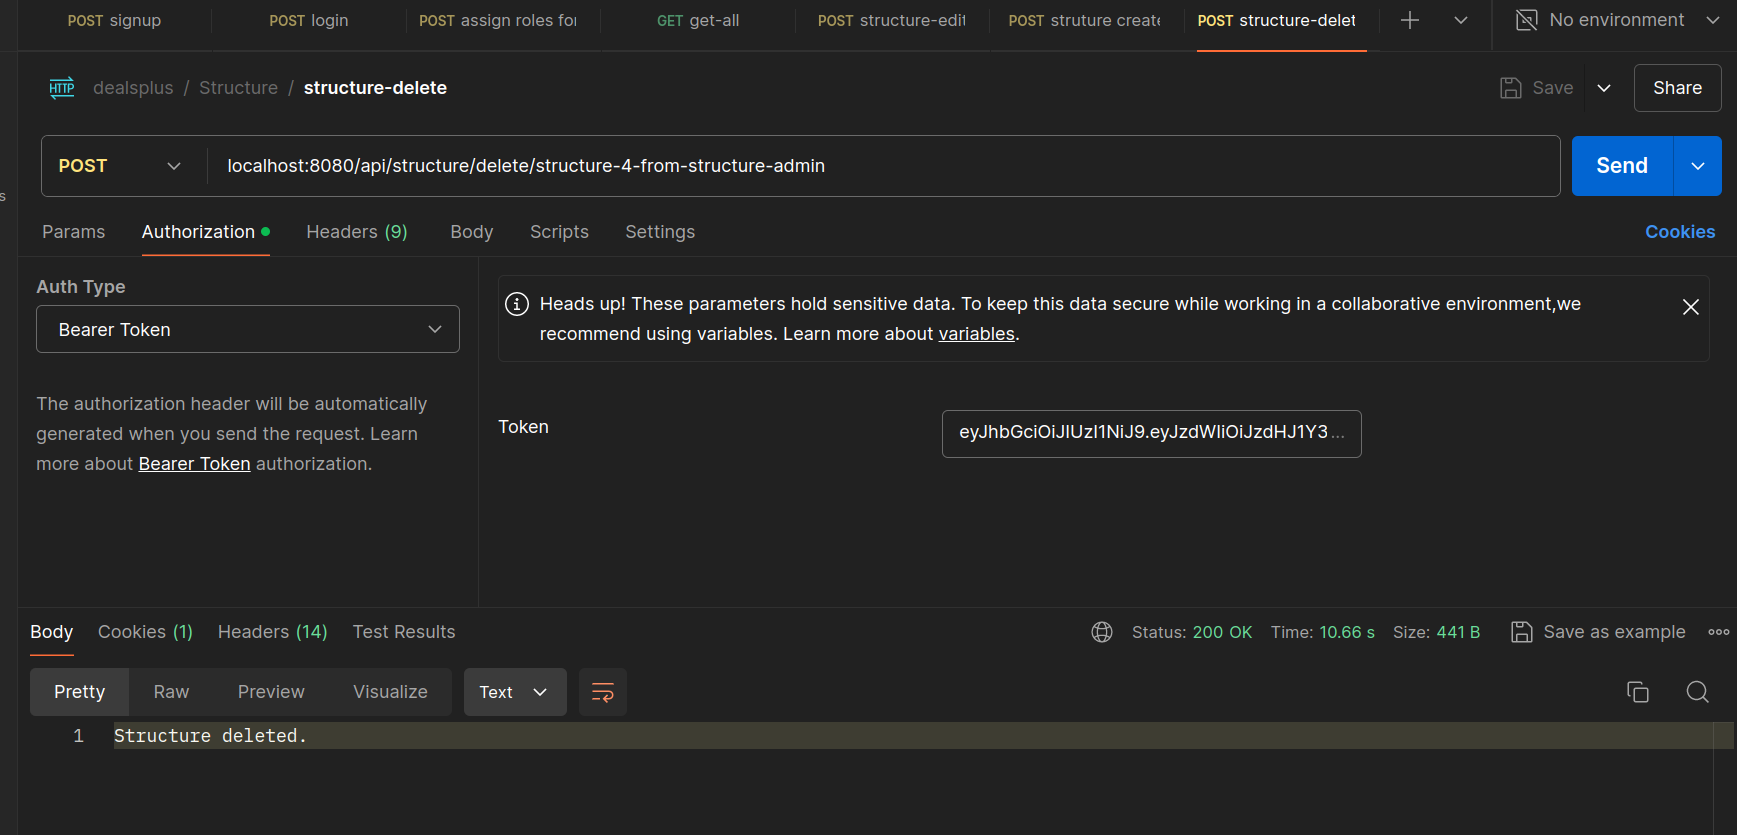 POST signup POST login POST assign roles for GET get-all POST structure-edit POST struture create POST structure-delet No environment
HTTP dealsplus / Structure / structure-delete Save Share
POST localhost:8080/api/structure/delete/structure-4-from-structure-admin Send
s
Params Authorization Headers (9) Body Scripts Settings Cookies
Auth Type
Bearer Token
The authorization header will be automatically
generated when you send the request. Learn
more about Bearer Token authorization.
Heads up! These parameters hold sensitive data. To keep this data secure while working in a collaborative environment,we
recommend using variables. Learn more about variables.
Token eyJhbGciOiJIUzI1NiJ9.eyJzdWIiOiJzdHJ1Y3...
Body Cookies (1) Headers (14) Test Results Status: 200 OK Time: 10.66 s Size: 441 B Save as example
Pretty Raw Preview Visualize Text
1 Structure deleted.